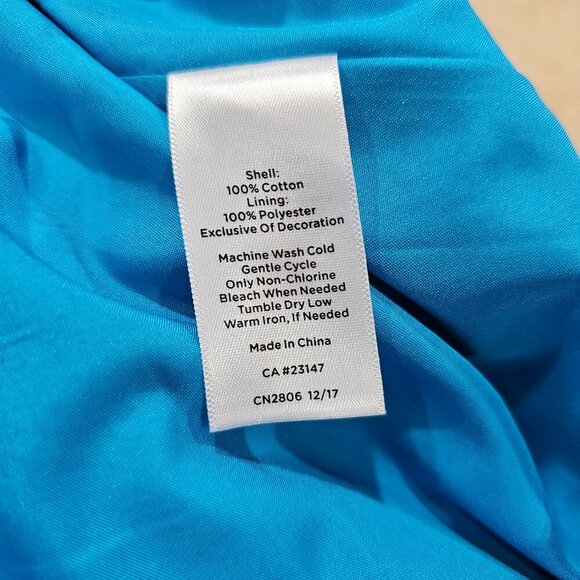 Shell:
100% Cotton
Lining:
100% Polyester
Exclusive Of Decoration
Machine Wash Cold
Gentle Cycle
Only Non-Chlorine
Bleach When Needed
Tumble Dry Low
Warm Iron, If Needed
Made In China
CA #23147
CN2806 12/17